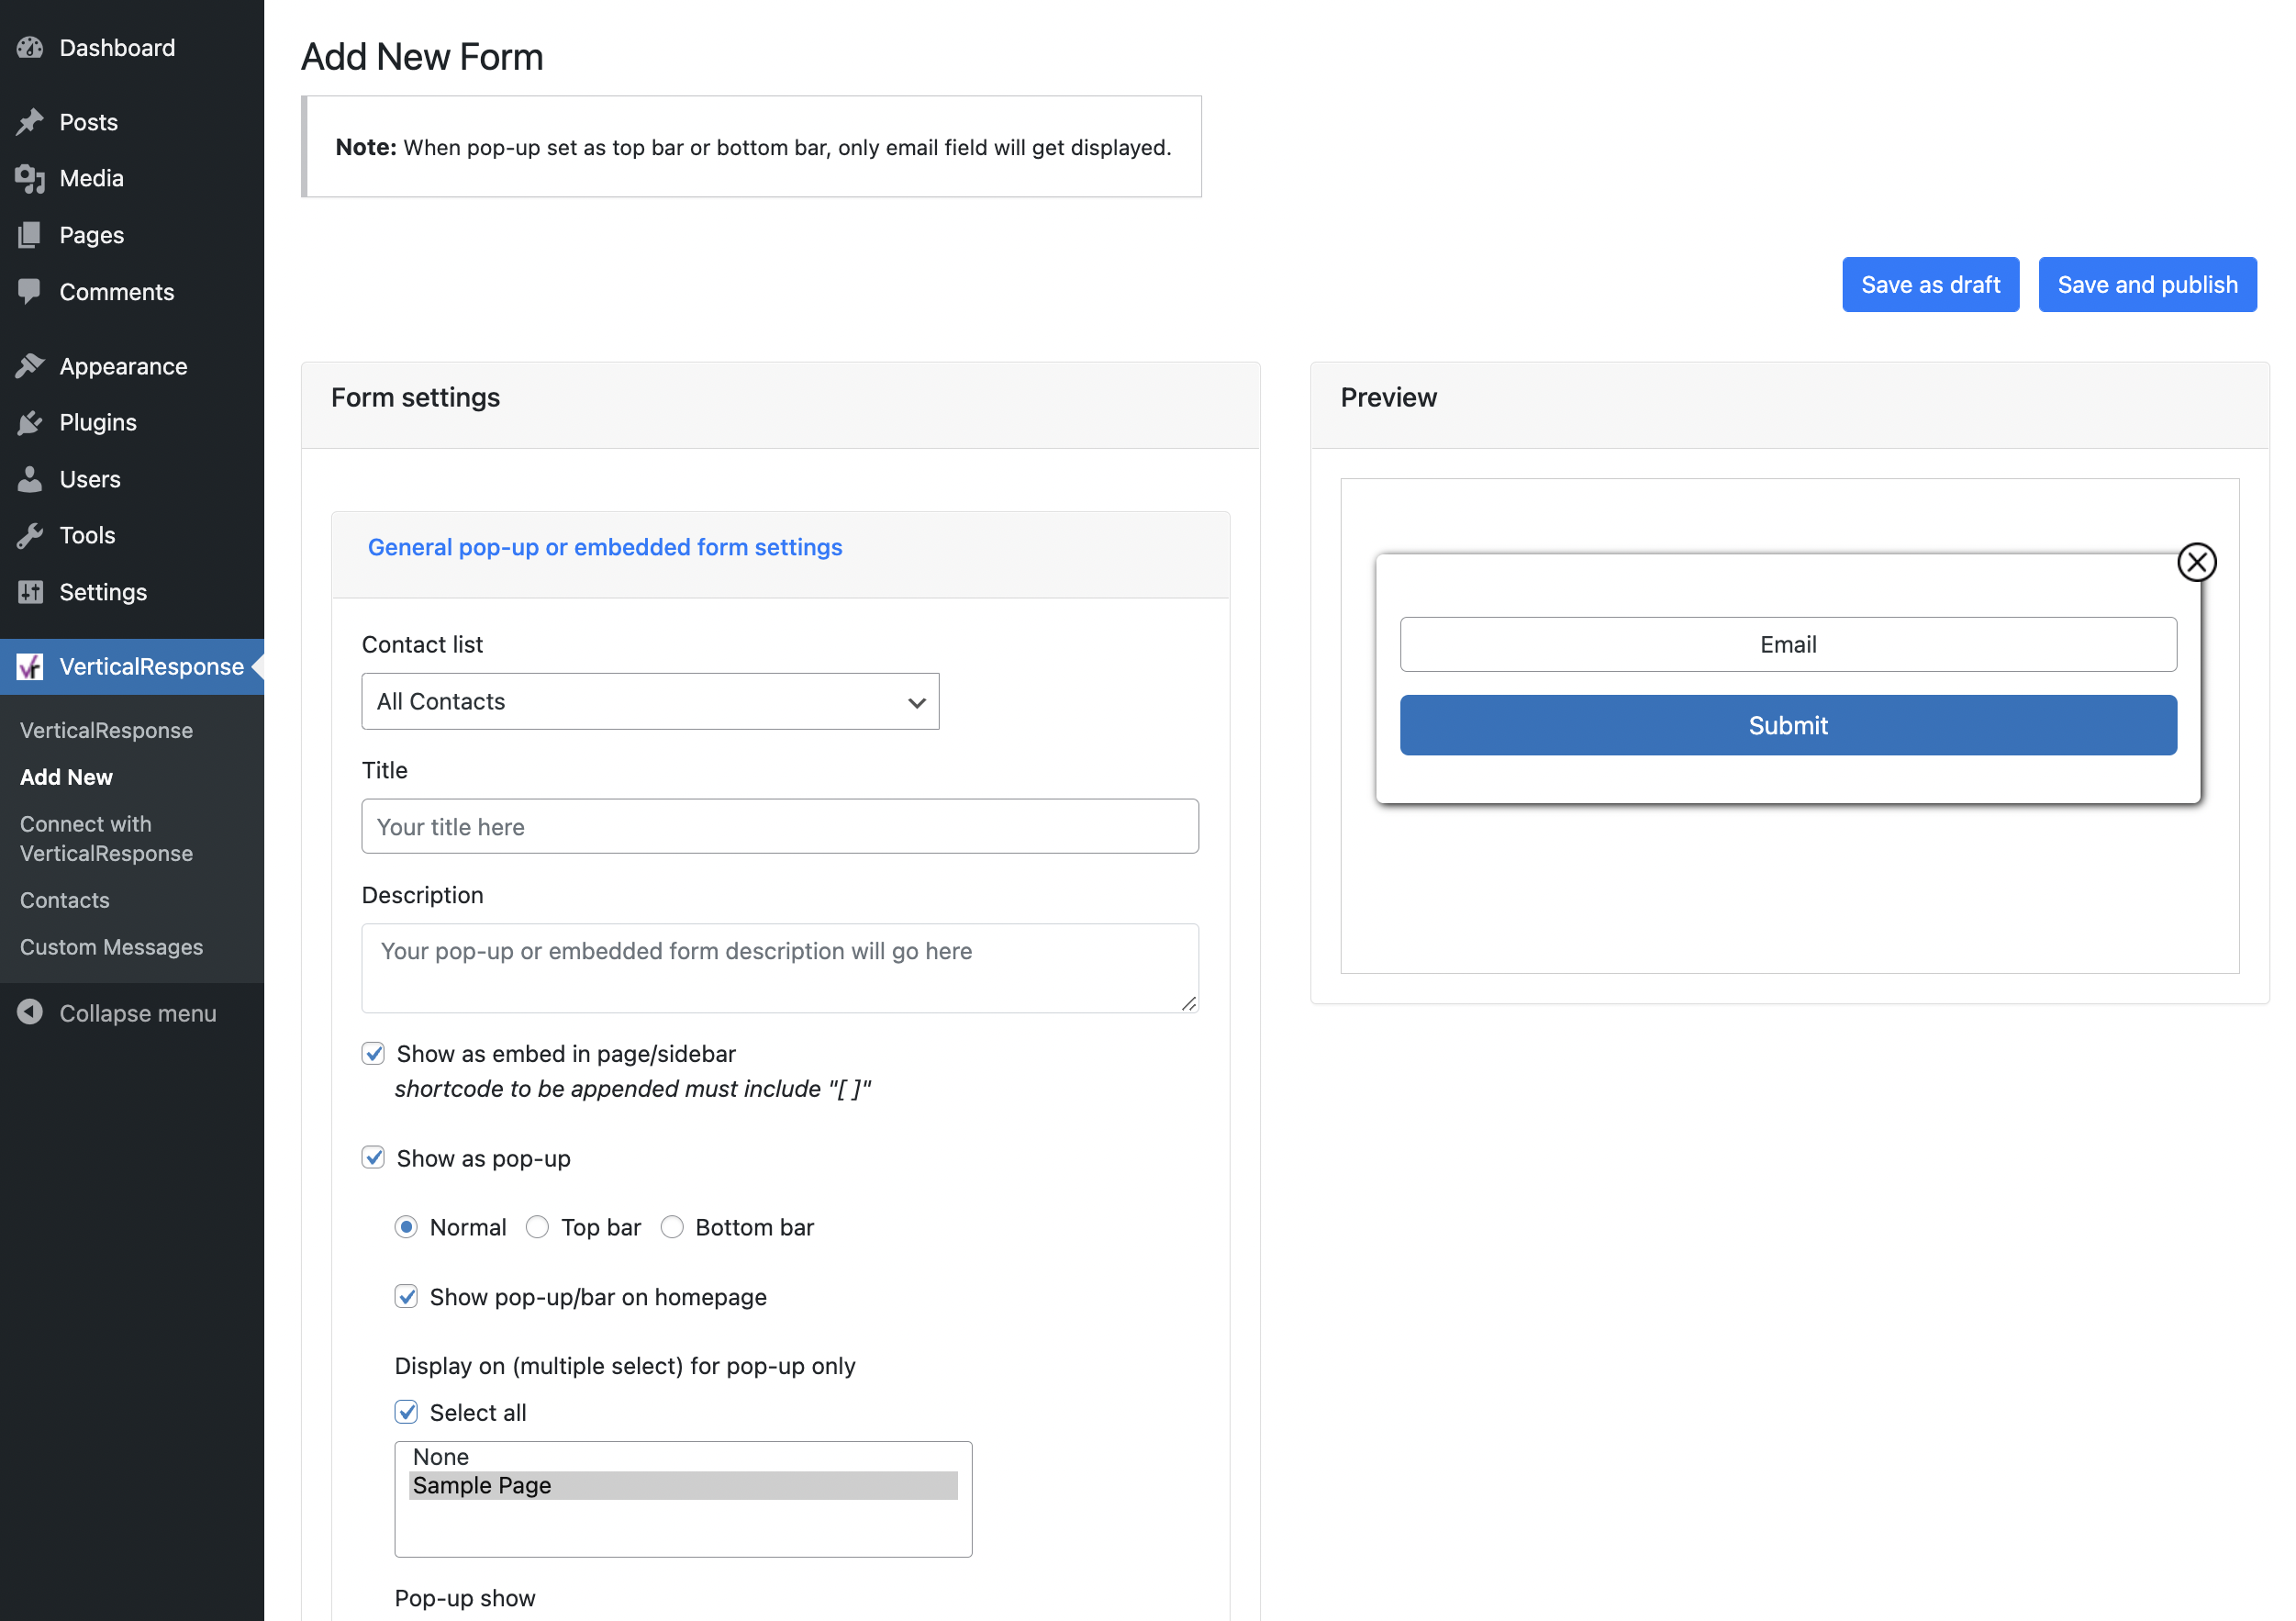 Dashboard
Posts
Media
Pages
Comments
Appearance
Plugins
Users
Tools
Settings
VerticalResponse
VerticalResponse
Add New
Connect with
VerticalResponse
Contacts
Custom Messages
Collapse menu
Add New Form
Note: When pop-up set as top bar or bottom bar, only email field will get displayed.
Save as draft
Save and publish
Form settings
General pop-up or embedded form settings
Contact list
All Contacts
Title
Your title here
Description
Your pop-up or embedded form description will go here
Show as embed in page/sidebar
shortcode to be appended must include "[ ]"
Show as pop-up
Normal
Top bar
Bottom bar
Show pop-up/bar on homepage
Display on (multiple select) for pop-up only
Select all
None
Sample Page
Pop-up show
Preview
Email
Submit